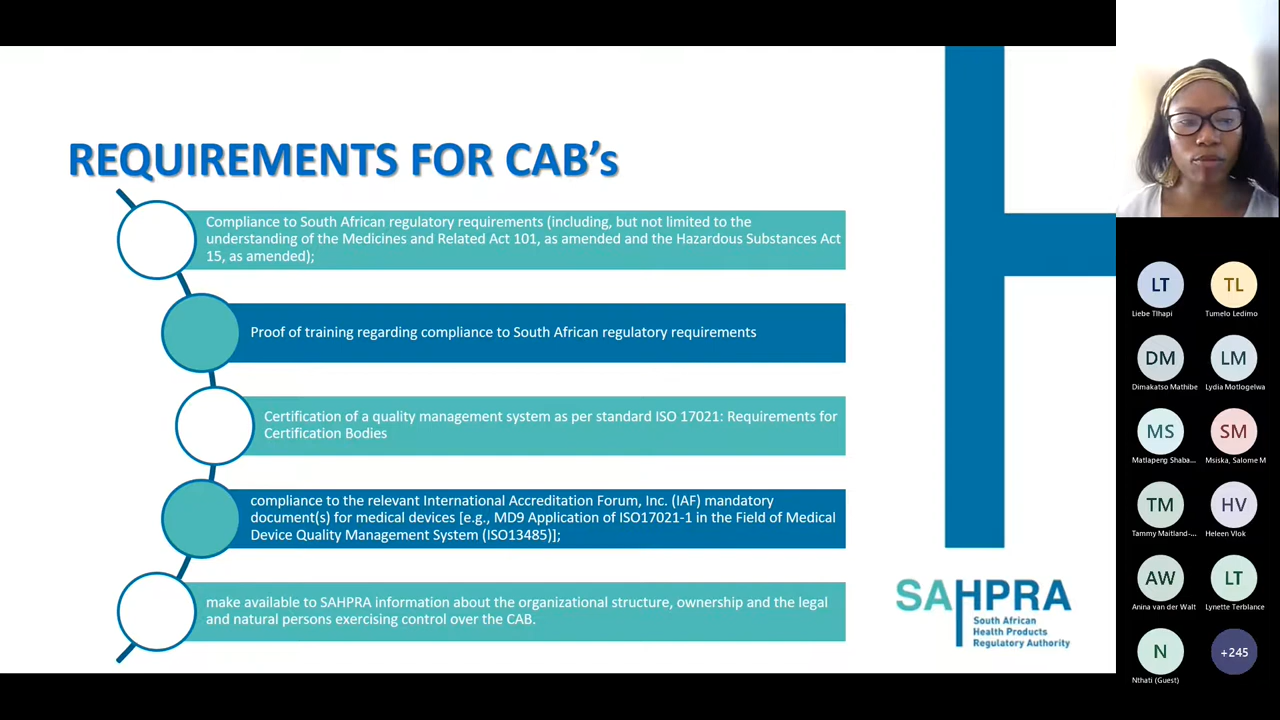 REQUIREMENTS FOR CAB's
Compliance to South African regulatory requirements (including, but not limited to the
understanding of the Medicines and Related Act 101, as amended and the Hazardous Substances Act
15, as amended);
Proof of training regarding compliance to South African regulatory requirements
Certification of a quality management system as per standard ISO 17021: Requirements for
Certification Bodies
compliance to the relevant International Accreditation Forum, Inc. (IAF) mandatory
document(s) for medical devices [e.g., MD9 Application of ISO17021-1 in the Field of Medical
Device Quality Management System (ISO13485)];
make available to SAHPRA information about the organizational structure, ownership and the legal
and natural persons exercising control over the CAB.
SAHPRA
South African
Health Products
Regulatory Authority
LT
TL
Liebe Tlhapi
Tumelo Ledimo
DM
LM
Dimakatso Mathibe
Lydia Motlogelwa
MS
SM
Matlapeng Shaba...
Msiska, Salome M
TM
HV
Tammy Maitland-...
Heleen Vlok
AW
LT
Anina van der Walt
Lynette Terblance
N
+245
Nthati (Guest)